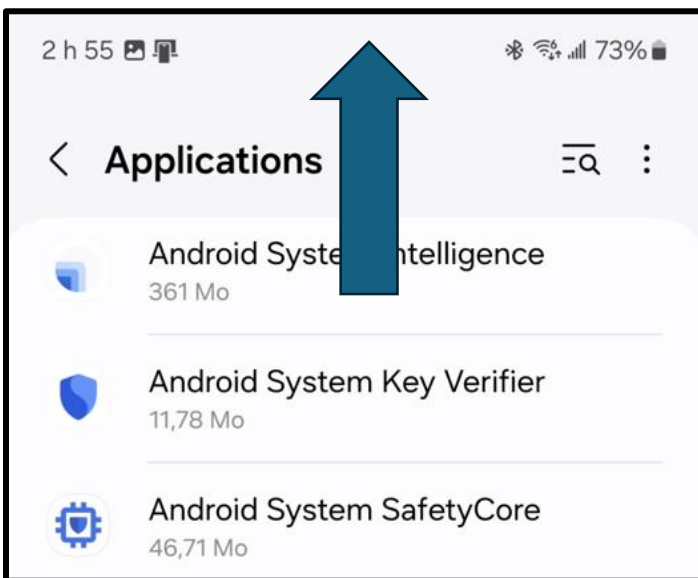 2 h 55 73%
Applications
Android Syste ntelligence
361 Mo
Android System Key Verifier
11,78 Mo
Android System SafetyCore
46,71 Mo